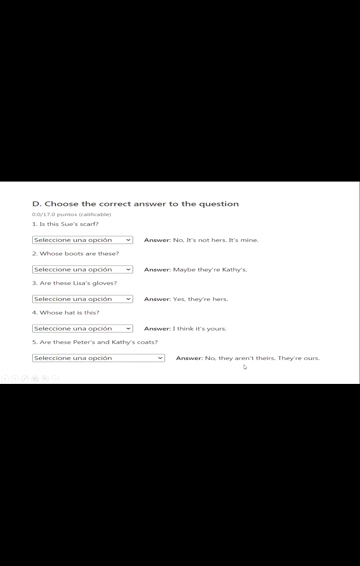 D. Choose the correct answer to the question
0.0/17.0 puntos (calificable)
1. Is this Sue's scarf?
Seleccione una opción Answer: No, It's not hers. It's mine.
2. Whose boots are these?
Seleccione una opción Answer: Maybe they're Kathy's.
3. Are these Lisa's gloves?
Seleccione una opción Answer: Yes, they're hers.
4. Whose hat is this?
Seleccione una opción Answer: I think it's yours.
5. Are these Peter's and Kathy's coats?
Seleccione una opción Answer: No, they aren't theirs. They're ours.